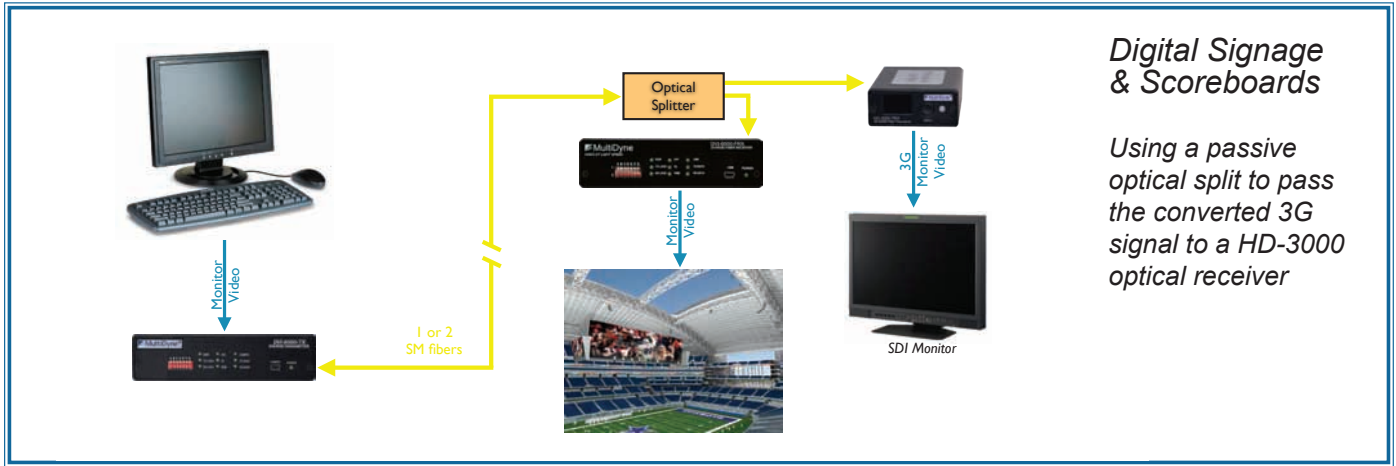 Digital Signage
& Scoreboards
Using a passive
optical split to pass
the converted 3G
signal to a HD-3000
optical receiver
Optical
Splitter
MultiDyne
Monitor
Video
3G
Monitor
Video
Monitor
Video
MultiDyne
1 or 2
SM fibers
SDI Monitor